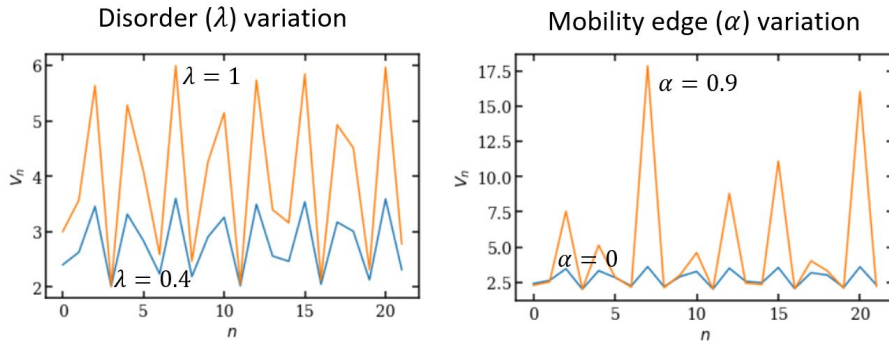 Disorder (λ) variation
6
5
4
3
2
V_n
λ = 1
λ = 0.4
0 5 10 15 20
n
Mobility edge (α) variation
17.5
15.0
12.5
10.0
7.5
5.0
2.5
V_n
α = 0.9
α = 0
0 5 10 15 20
n